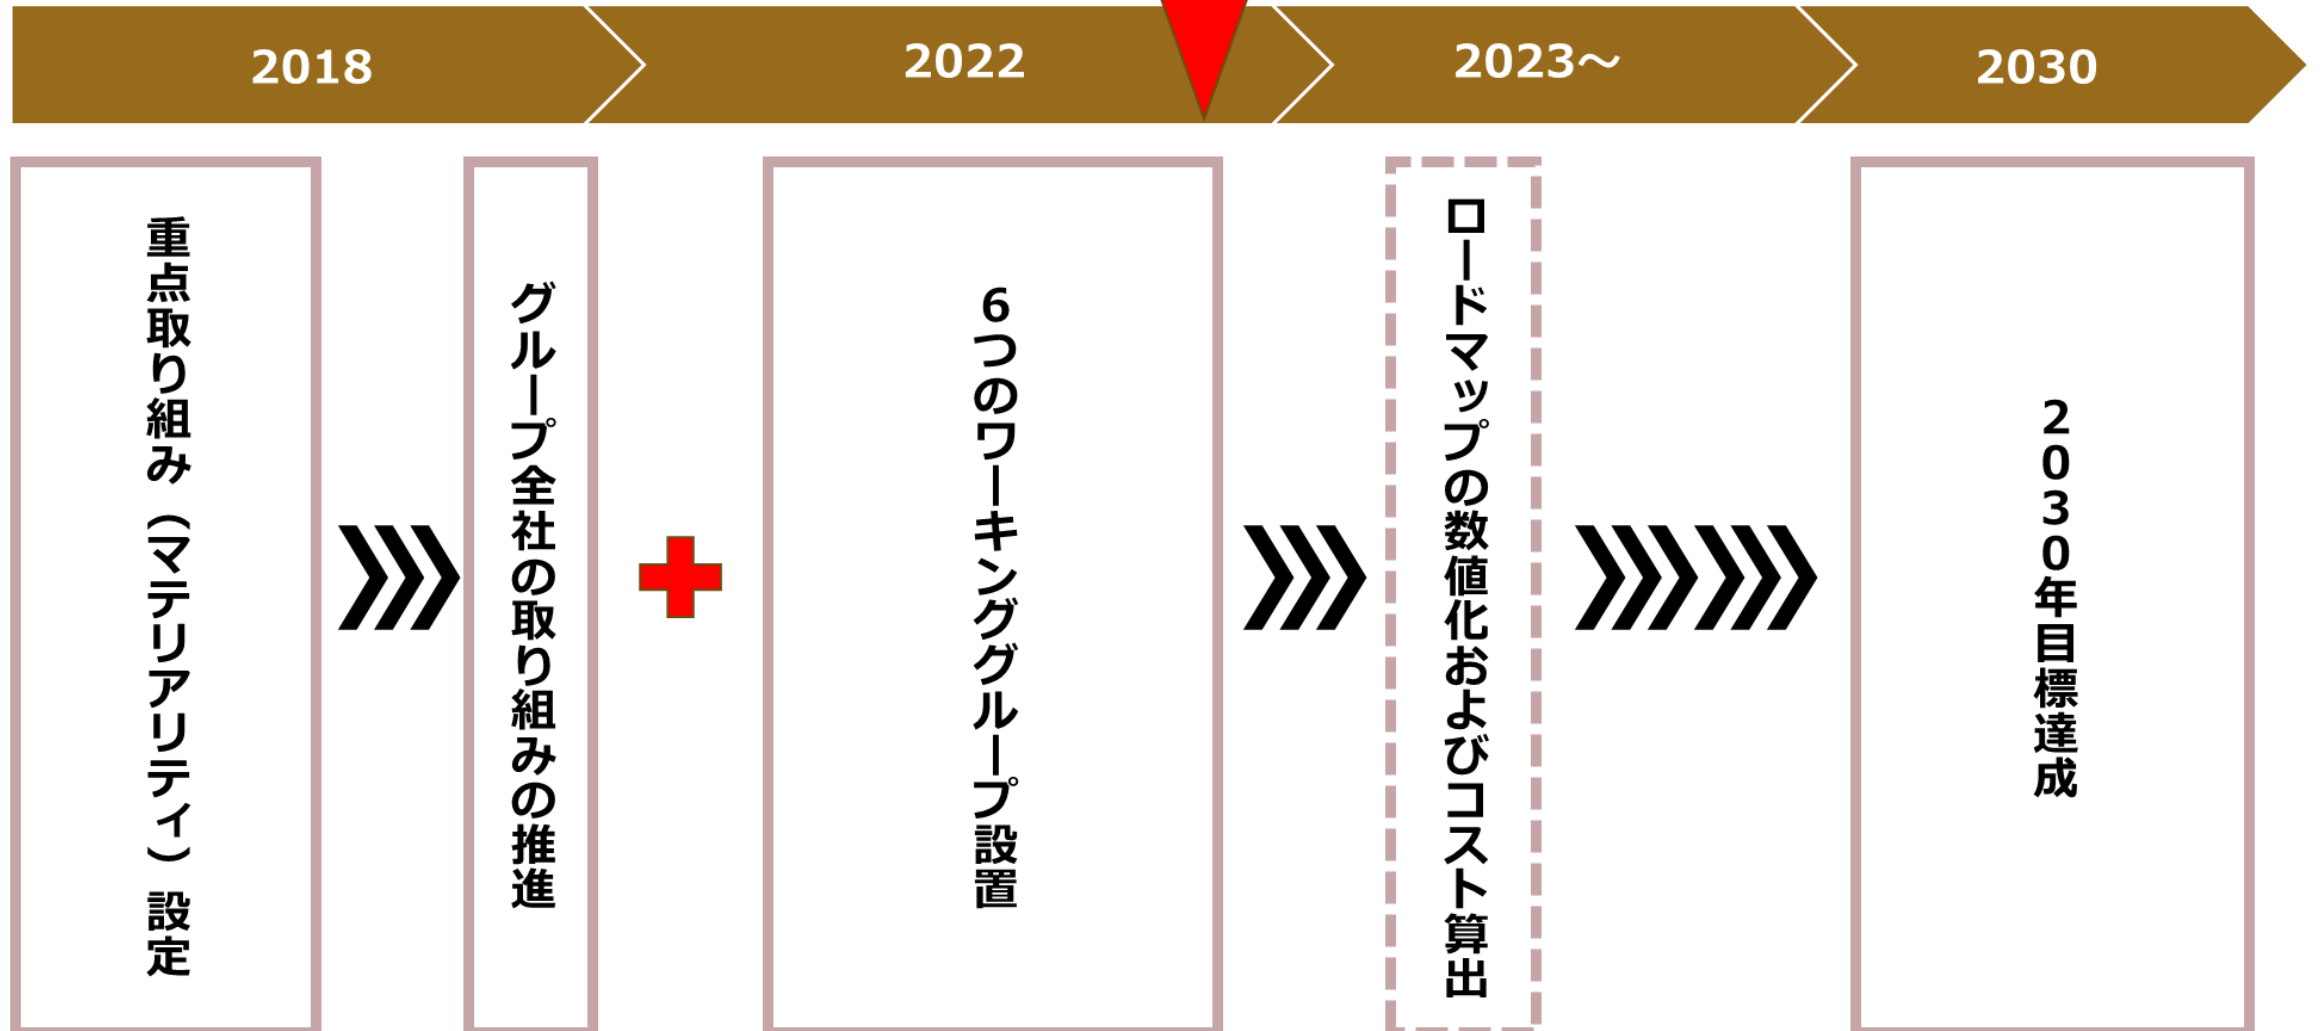 2018
2022
2023～
2030
重点取り組み（マテリアリティ）設定
グループ全社の取り組みの推進
6つのワーキンググループ設置
ロードマップの数値化およびコスト算出
2030年目標達成